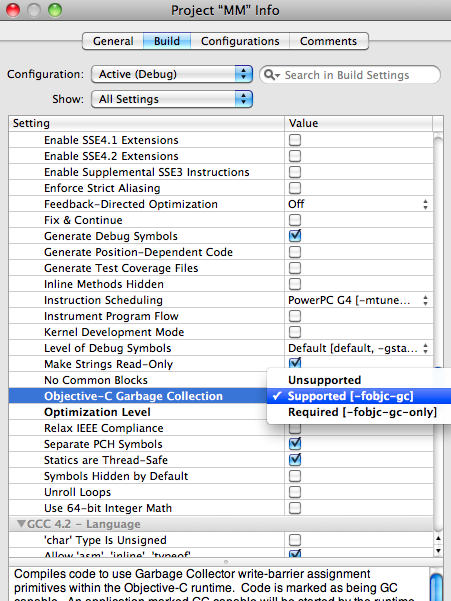 Project “MM” Info
General Build Configurations Comments
Configuration: Active (Debug) Search in Build Settings
Show: All Settings
Setting Value
Enable SSE4.1 Extensions
Enable SSE4.2 Extensions
Enable Supplemental SSE3 Instructions
Enforce Strict Aliasing
Feedback-Directed Optimization Off
Fix & Continue
Generate Debug Symbols
Generate Position-Dependent Code
Generate Test Coverage Files
Inline Methods Hidden
Instruction Scheduling PowerPC G4 [-mtune...
Instrument Program Flow
Kernel Development Mode
Level of Debug Symbols Default [default, -gsta...
Make Strings Read-Only
No Common Blocks Unsupported
Objective-C Garbage Collection Supported [-fobjc-gc]
Optimization Level Required [-fobjc-gc-only]
Relax IEEE Compliance
Separate PCH Symbols
Statics are Thread-Safe
Symbols Hidden by Default
Unroll Loops
Use 64-bit Integer Math
GCC 4.2 - Language
'char' Type Is Unsigned
Allow 'asm', 'inline', 'typeof'
Compiles code to use Garbage Collector write-barrier assignment
primitives within the Objective-C runtime. Code is marked as being GC
capable. An application marked GC capable will be started by the runtime